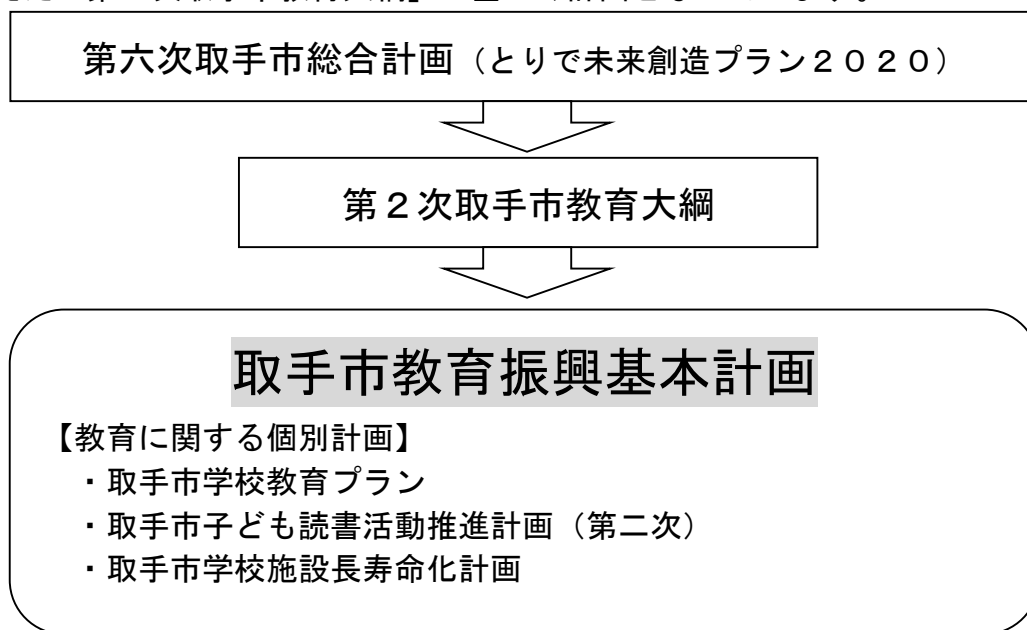 第六次取手市総合計画（とりで未来創造プラン２０２０）
第２次取手市教育大綱
取手市教育振興基本計画
【教育に関する個別計画】
・取手市学校教育プラン
・取手市子ども読書活動推進計画（第二次）
・取手市学校施設長寿命化計画